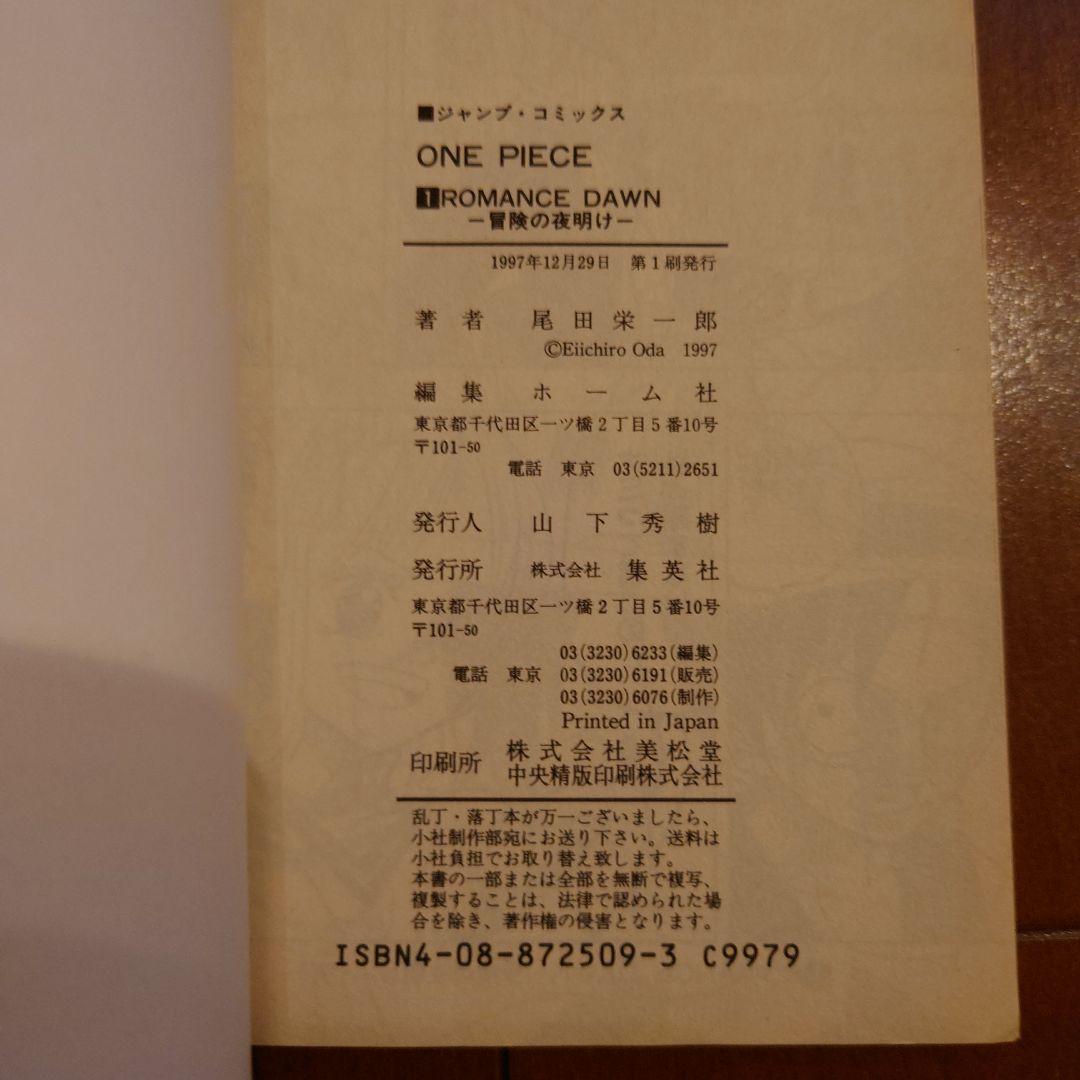 ■ジャンプ・コミックス
ONE PIECE
1 ROMANCE DAWN
―冒険の夜明け―
1997年12月29日 第1刷発行
著者 尾田栄一郎
©Eiichiro Oda 1997
編集 ホーム社
東京都千代田区一ツ橋2丁目5番10号
〒101-50
電話 東京 03(5211)2651
発行人 山下秀樹
発行所 株式会社 集英社
東京都千代田区一ツ橋2丁目5番10号
〒101-50
03(3230)6233(編集)
電話 東京 03(3230)6191(販売)
03(3230)6076(制作)
Printed in Japan
印刷所 株式会社美松堂
中央精版印刷株式会社
乱丁・落丁本が万一ございましたら、
小社制作部宛にお送り下さい。送料は
小社負担でお取り替え致します。
本書の一部または全部を無断で複写、
複製することは、法律で認められた場
合を除き、著作権の侵害となります。
ISBN4-08-872509-3 C9979